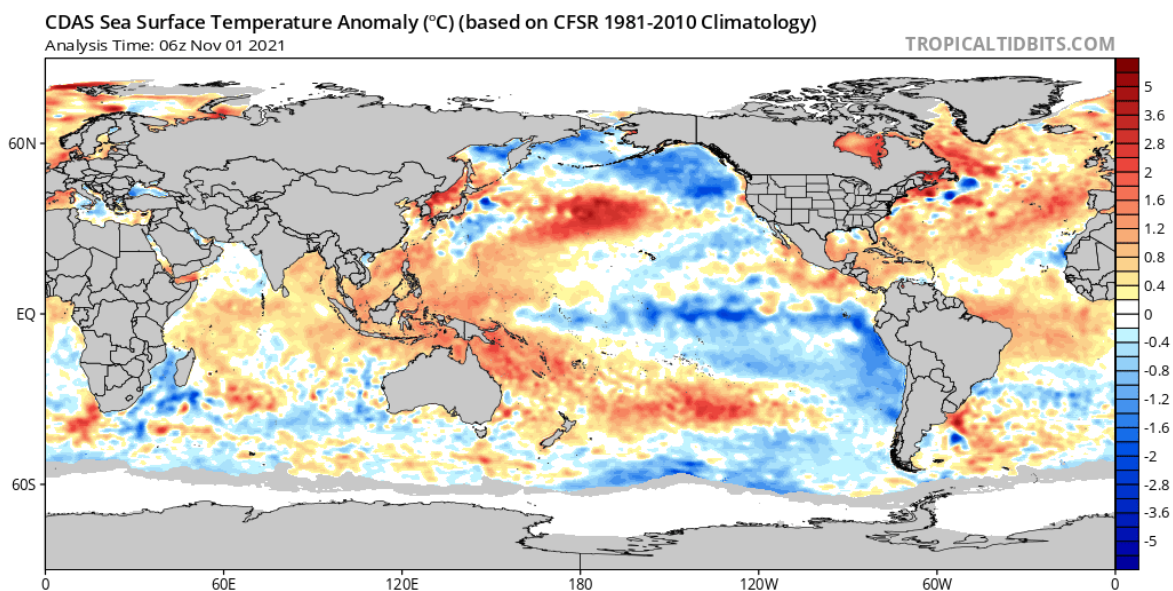 CDAS Sea Surface Temperature Anomaly (°C) (based on CFSR 1981-2010 Climatology)
Analysis Time: 06z Nov 01 2021
TROPICALTIDBITS.COM
60N
EQ
60S
0
60E
120E
180
120W
60W
0
5
3.6
2.8
2
1.6
1.2
0.8
0.4
0
-0.4
-0.8
-1.2
-1.6
-2
-2.8
-3.6
-5